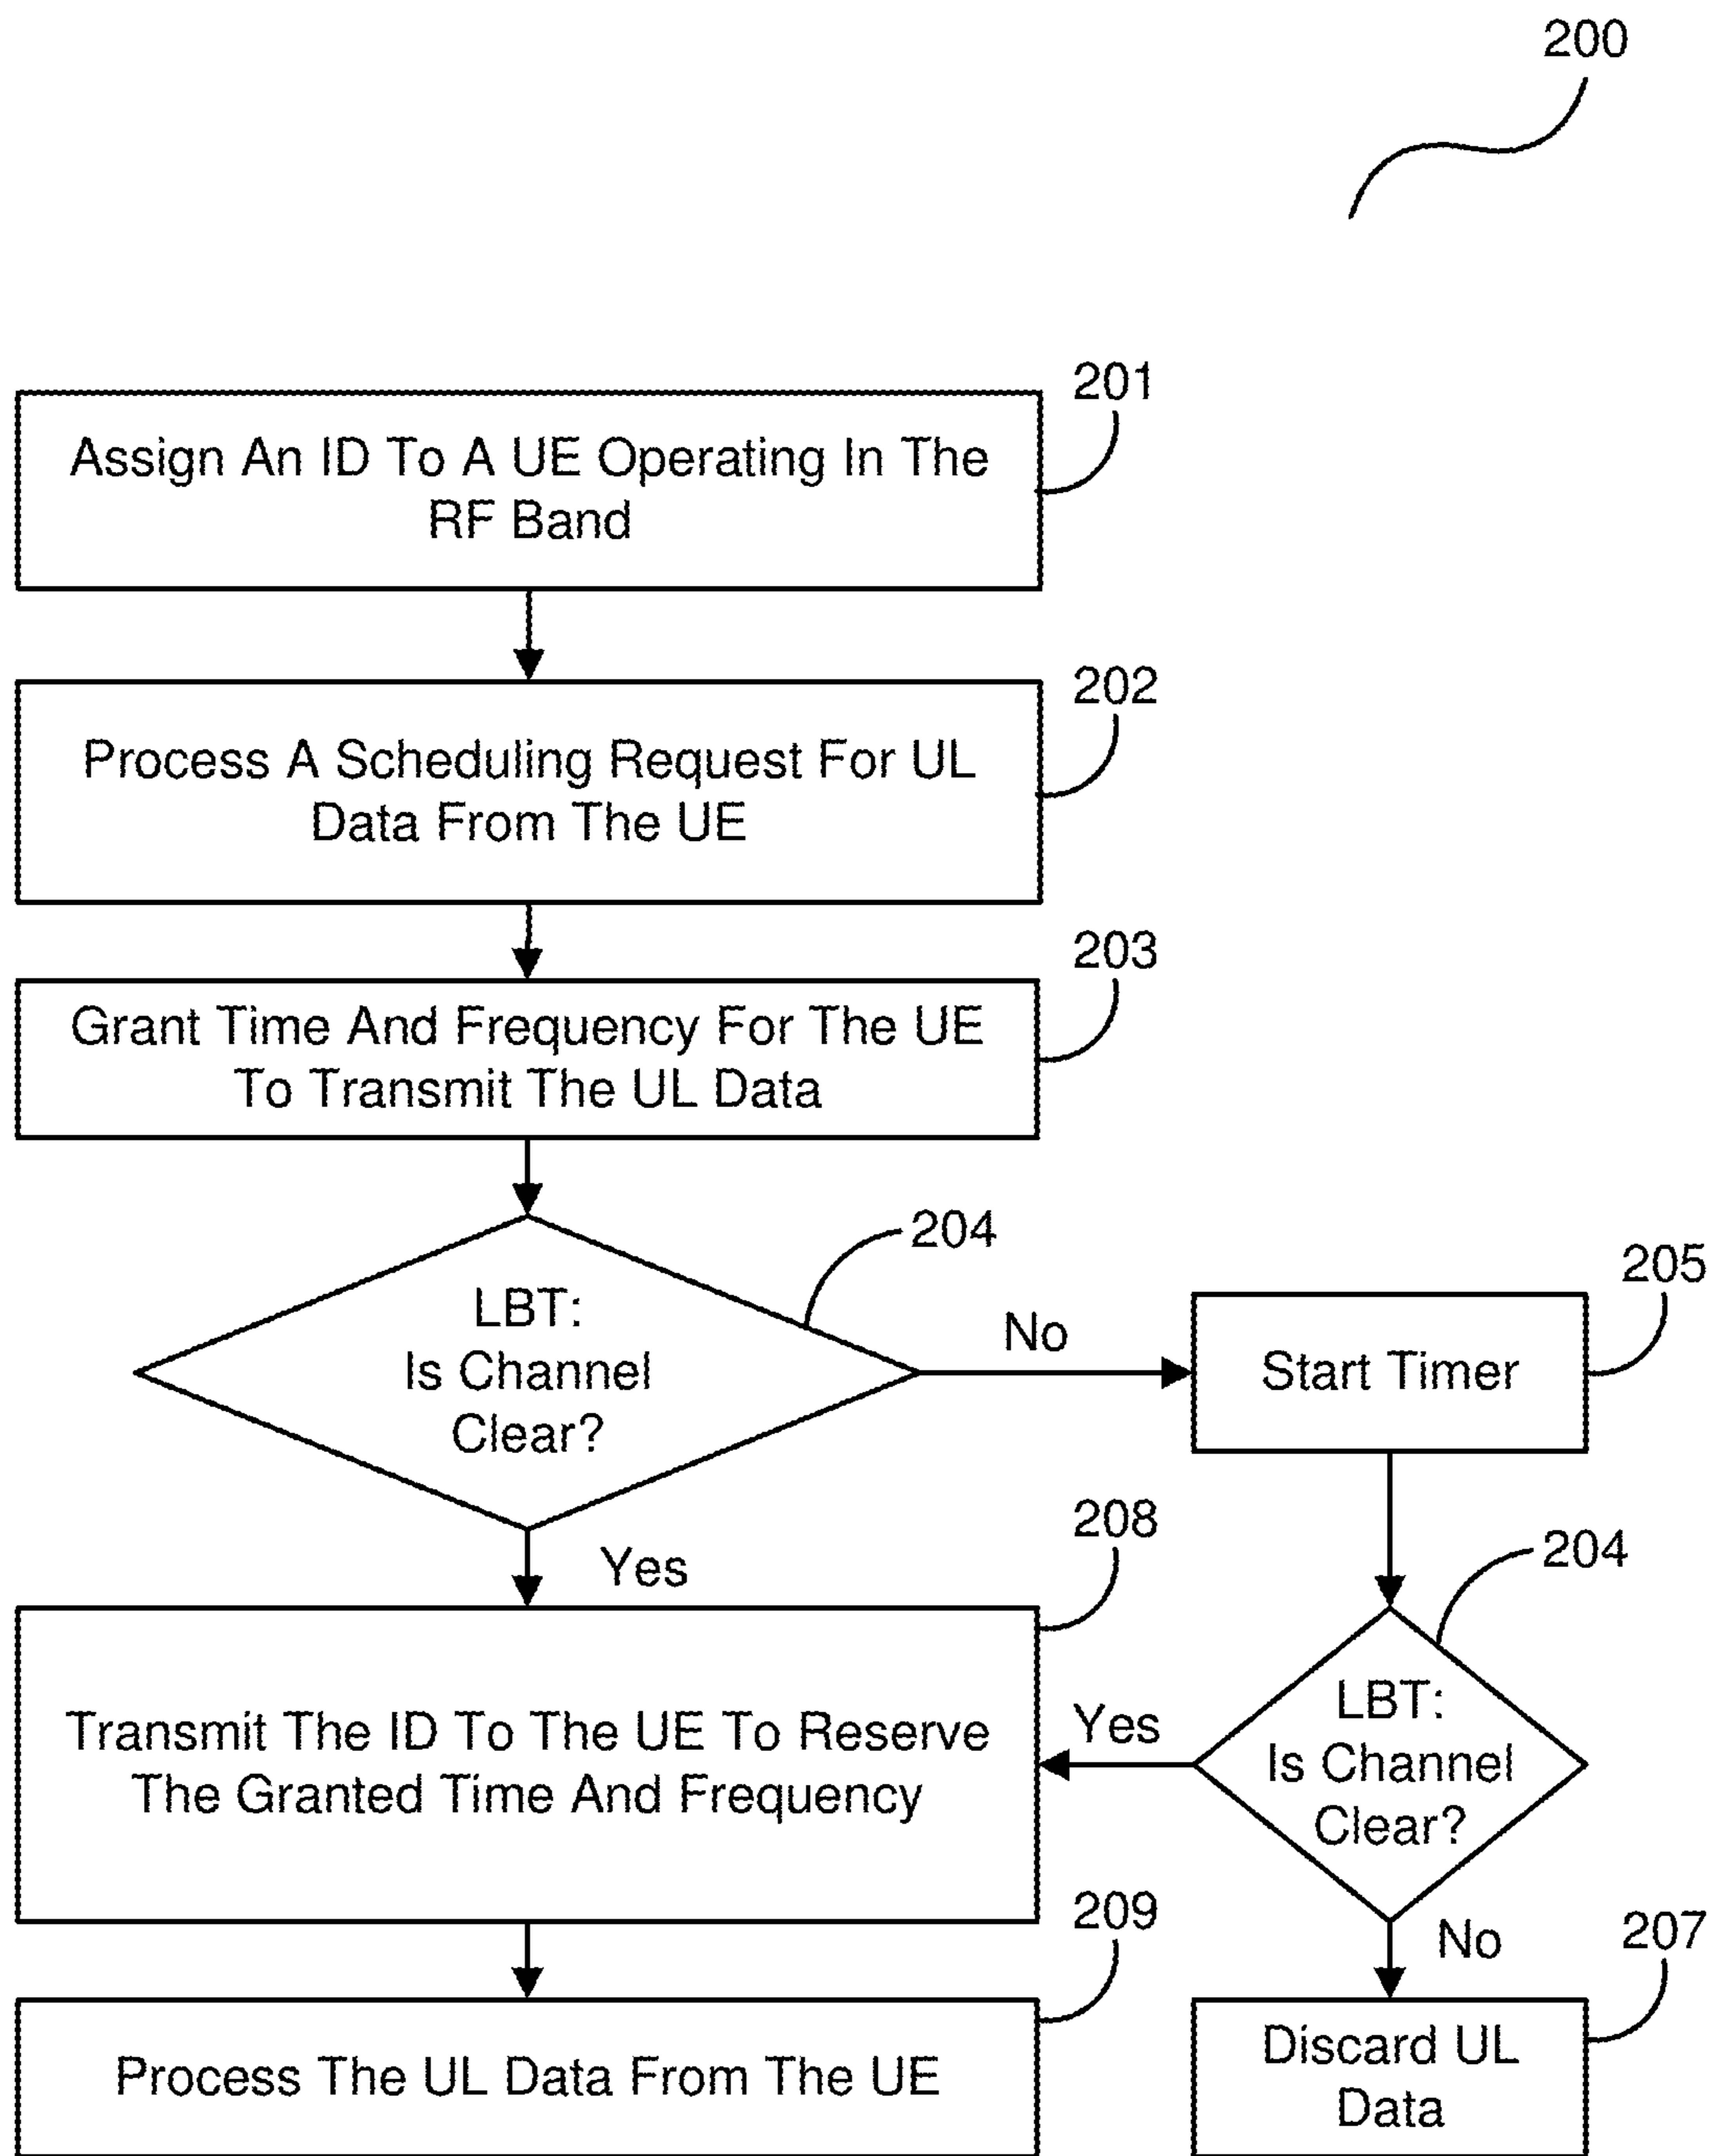 200
201
Assign An ID To A UE Operating In The
RF Band
202
Process A Scheduling Request For UL
Data From The UE
203
Grant Time And Frequency For The UE
To Transmit The UL Data
204
LBT:
Is Channel
Clear?
No
205
Start Timer
Yes
208
Transmit The ID To The UE To Reserve
The Granted Time And Frequency
204
LBT:
Is Channel
Clear?
Yes
No
209
Process The UL Data From The UE
207
Discard UL
Data